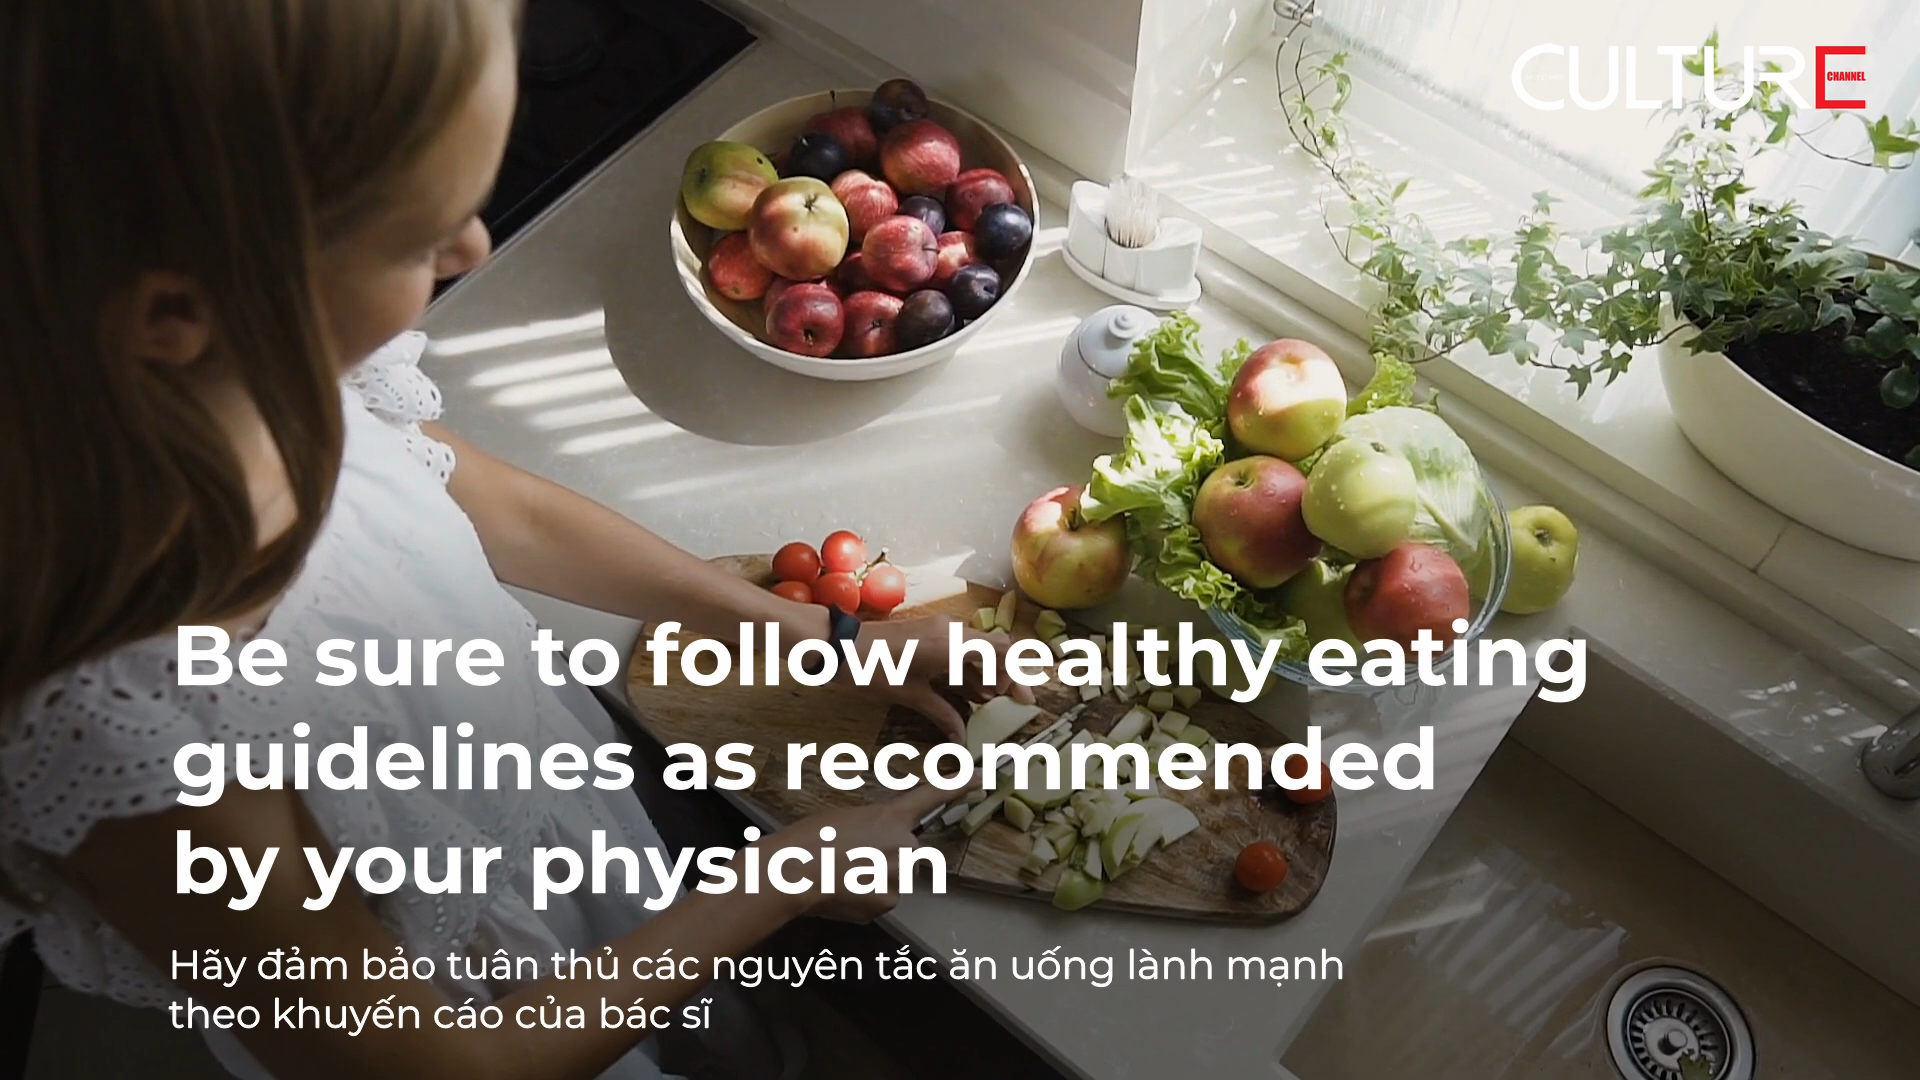 CULTURE
CHANNEL
Be sure to follow healthy eating
guidelines as recommended
by your physician
Hãy đảm bảo tuân thủ các nguyên tắc ăn uống lành mạnh
theo khuyến cáo của bác sĩ